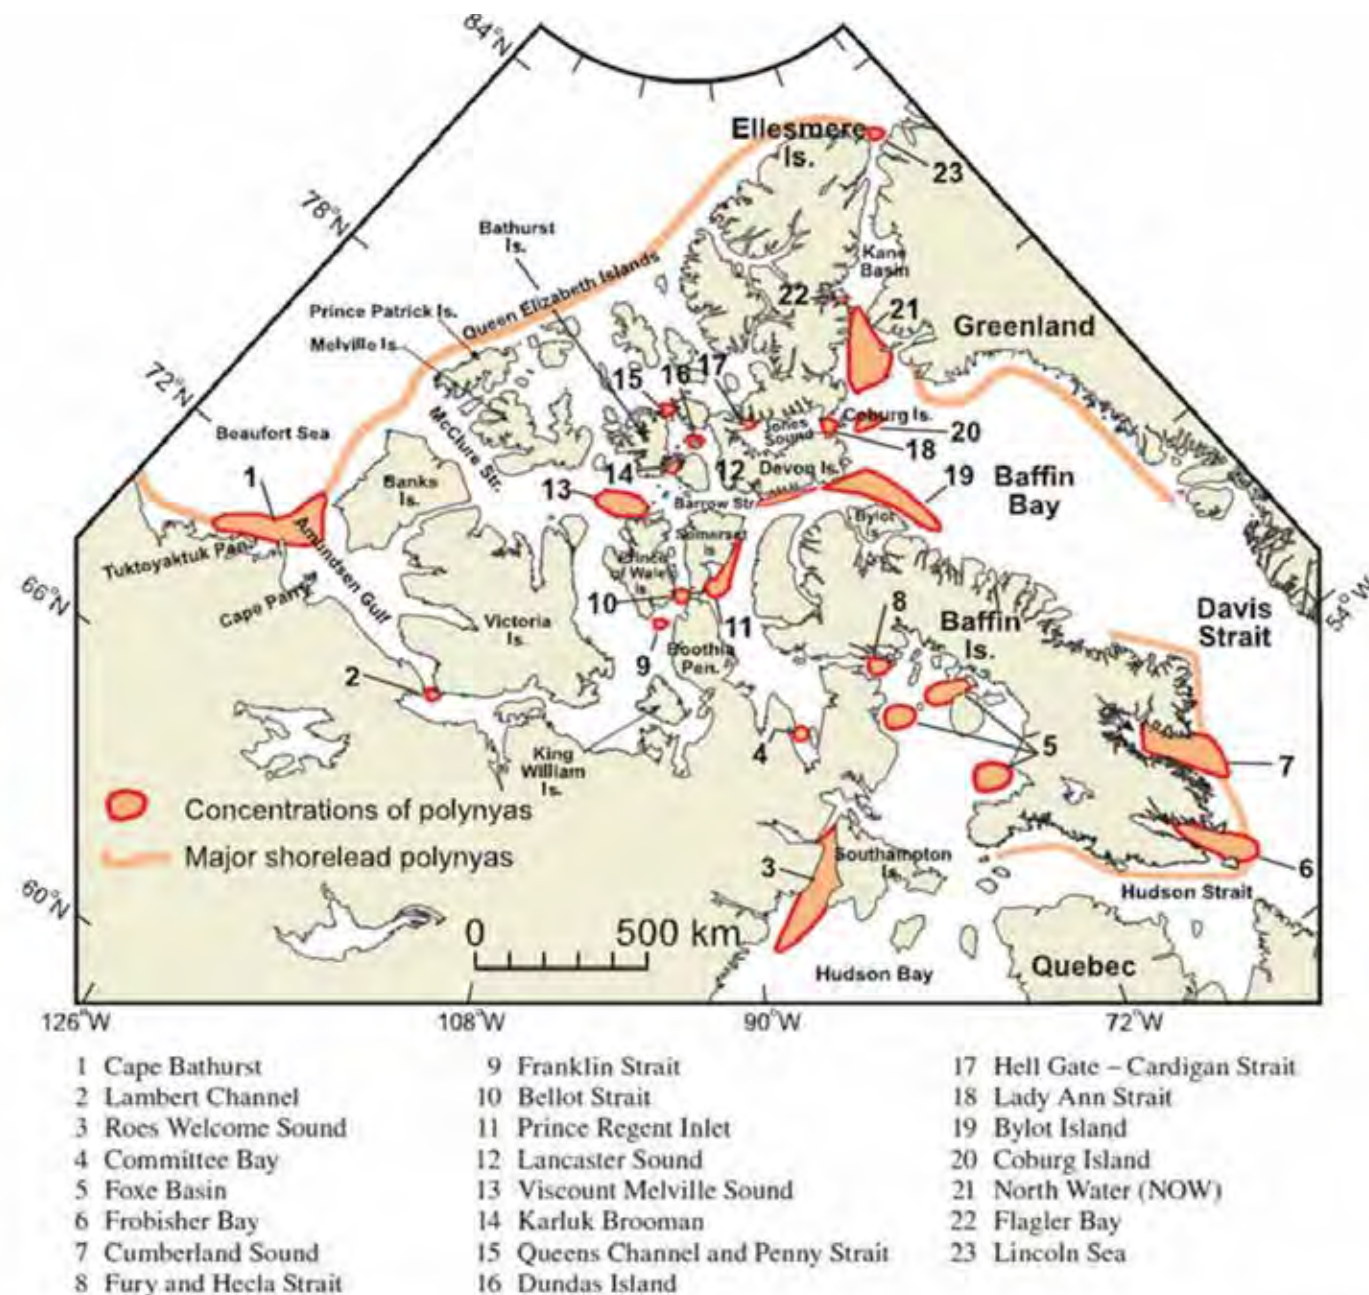 84°N
Ellesmere
Is.
23
78°N
Bathurst
Is.
Kane
Basin
Queen Elizabeth Islands
22
21
Prince Patrick Is.
Greenland
Melville Is.
72°N
15
16
17
Coburg Is.
Beaufort Sea
McClure Str.
Jones
Sound
20
18
1
14
12
Devon Is.
19
Baffin
Bay
Banks
Is.
13
Barrow Str.
Bylot
Is.
Amundsen Gulf
Somerset
Is.
Tuktoyaktuk Pen.
Prince
of Wales
Is.
66°N
Cape Parry
10
8
Davis
Strait
54°W
Victoria
Is.
11
Baffin
Is.
9
Boothia
Pen.
2
4
5
7
King
William
Is.
Concentrations of polynyas
Major shorelead polynyas
3
Southampton
Is.
6
60°N
Hudson Strait
0 500 km
Hudson Bay
Quebec
126°W 108°W 90°W 72°W
1 Cape Bathurst
2 Lambert Channel
3 Roes Welcome Sound
4 Committee Bay
5 Foxe Basin
6 Frobisher Bay
7 Cumberland Sound
8 Fury and Hecla Strait
9 Franklin Strait
10 Bellot Strait
11 Prince Regent Inlet
12 Lancaster Sound
13 Viscount Melville Sound
14 Karluk Brooman
15 Queens Channel and Penny Strait
16 Dundas Island
17 Hell Gate – Cardigan Strait
18 Lady Ann Strait
19 Bylot Island
20 Coburg Island
21 North Water (NOW)
22 Flagler Bay
23 Lincoln Sea